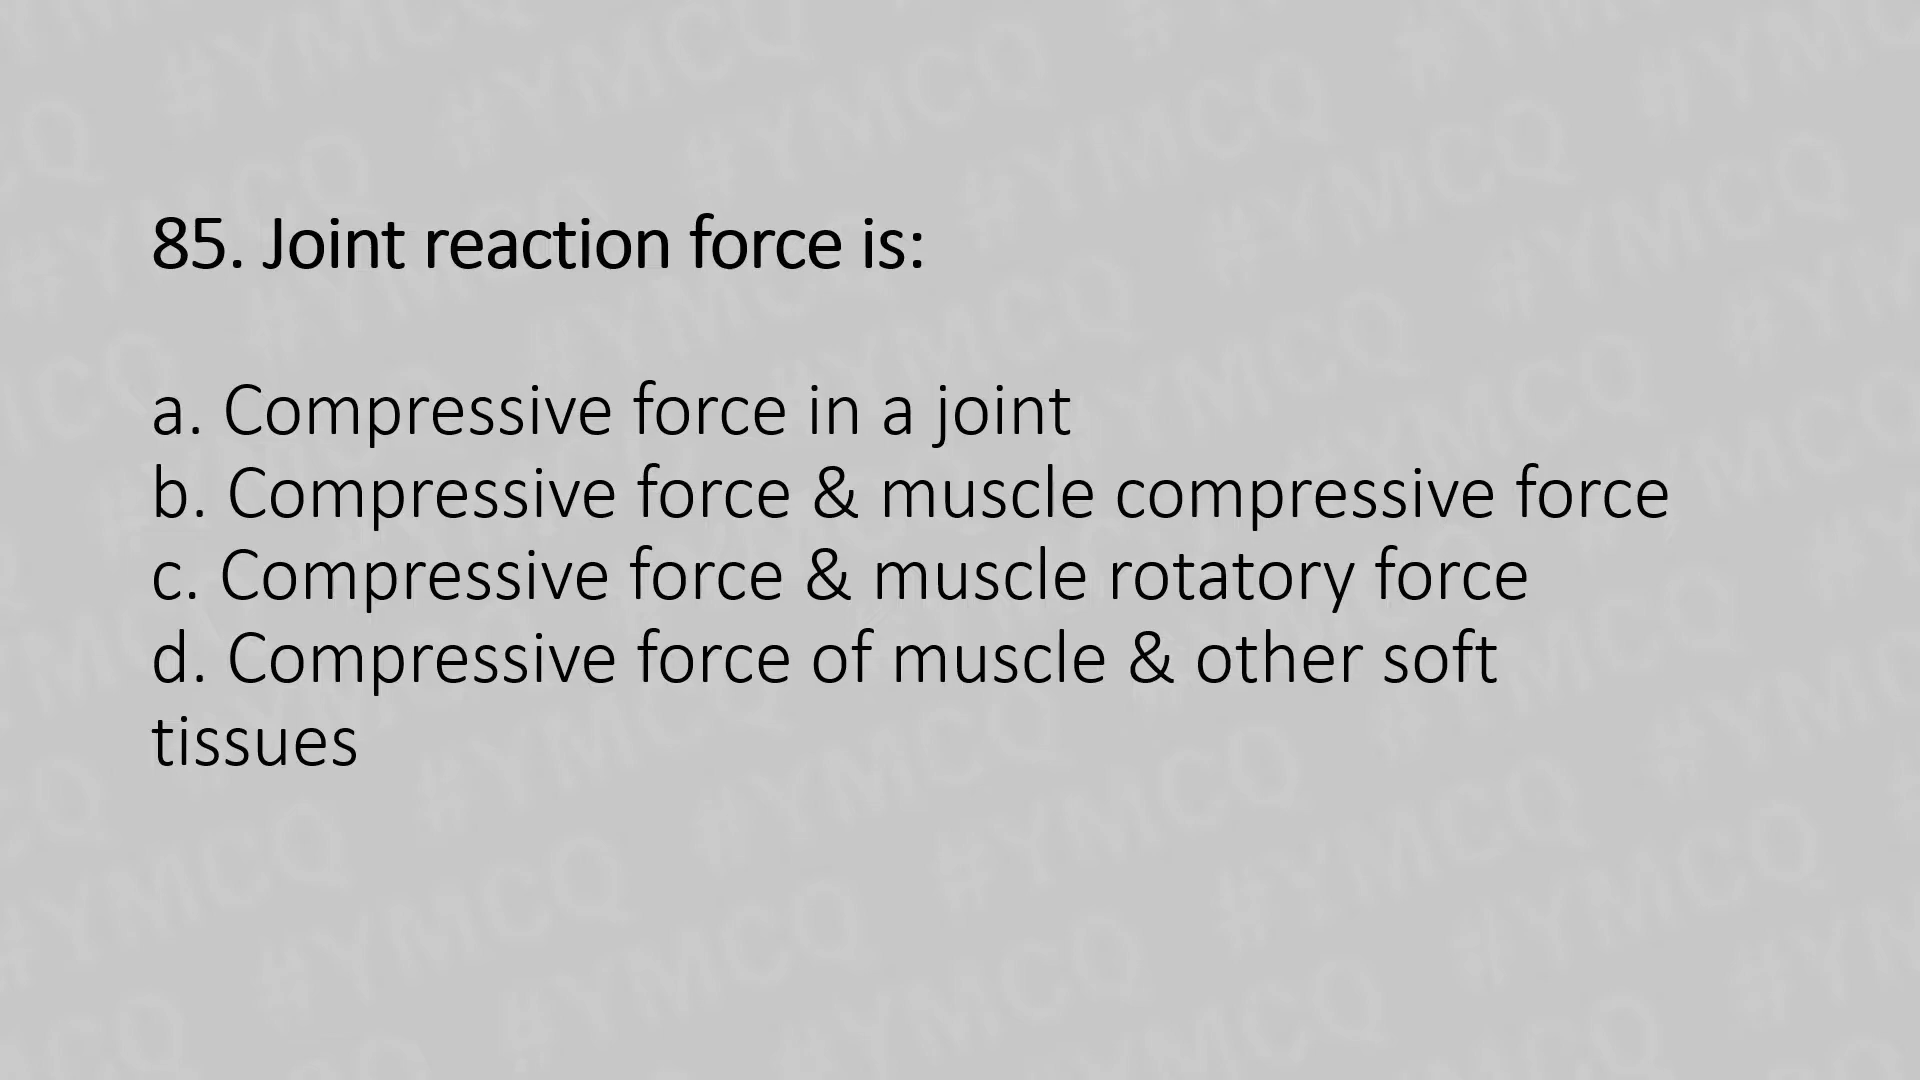 85. Joint reaction force is:
a. Compressive force in a joint
b. Compressive force & muscle compressive force
c. Compressive force & muscle rotatory force
d. Compressive force of muscle & other soft
tissues
#YMCQ